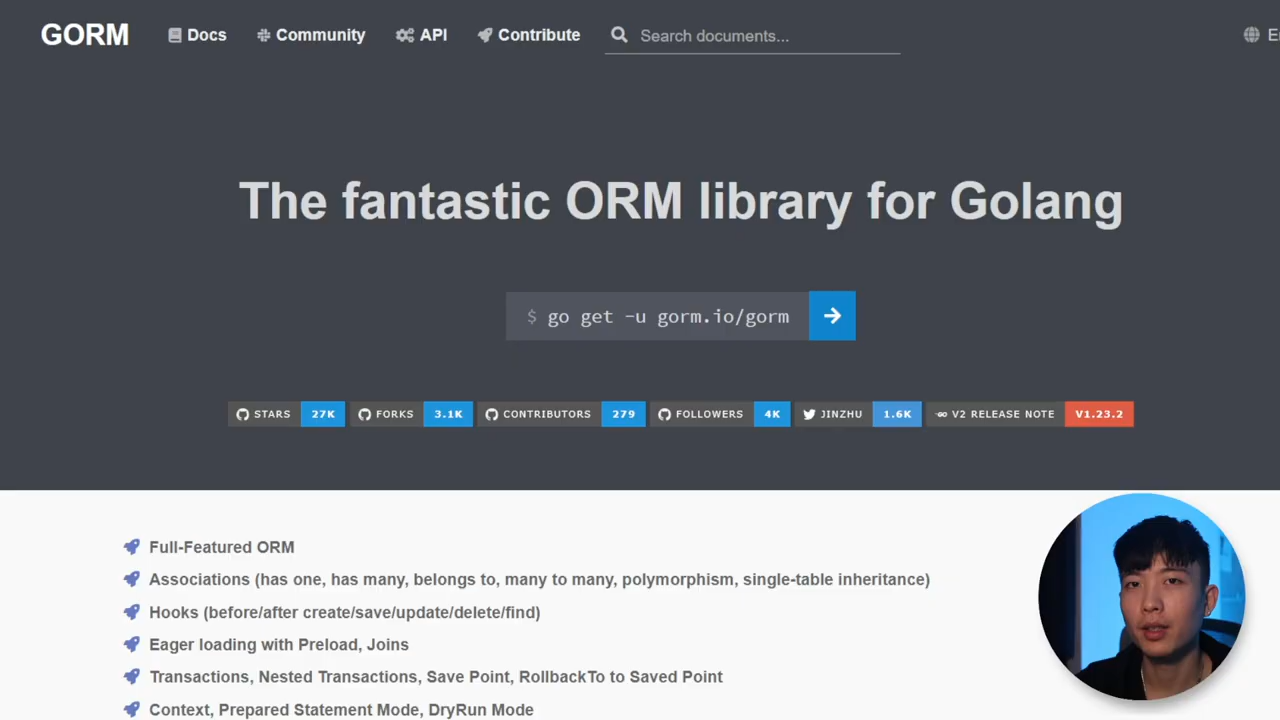 GORM Docs Community API Contribute Search documents...
The fantastic ORM library for Golang
$ go get -u gorm.io/gorm
STARS 27K FORKS 3.1K CONTRIBUTORS 279 FOLLOWERS 4K JINZHU 1.6K V2 RELEASE NOTE V1.23.2
Full-Featured ORM
Associations (has one, has many, belongs to, many to many, polymorphism, single-table inheritance)
Hooks (before/after create/save/update/delete/find)
Eager loading with Preload, Joins
Transactions, Nested Transactions, Save Point, RollbackTo to Saved Point
Context, Prepared Statement Mode, DryRun Mode